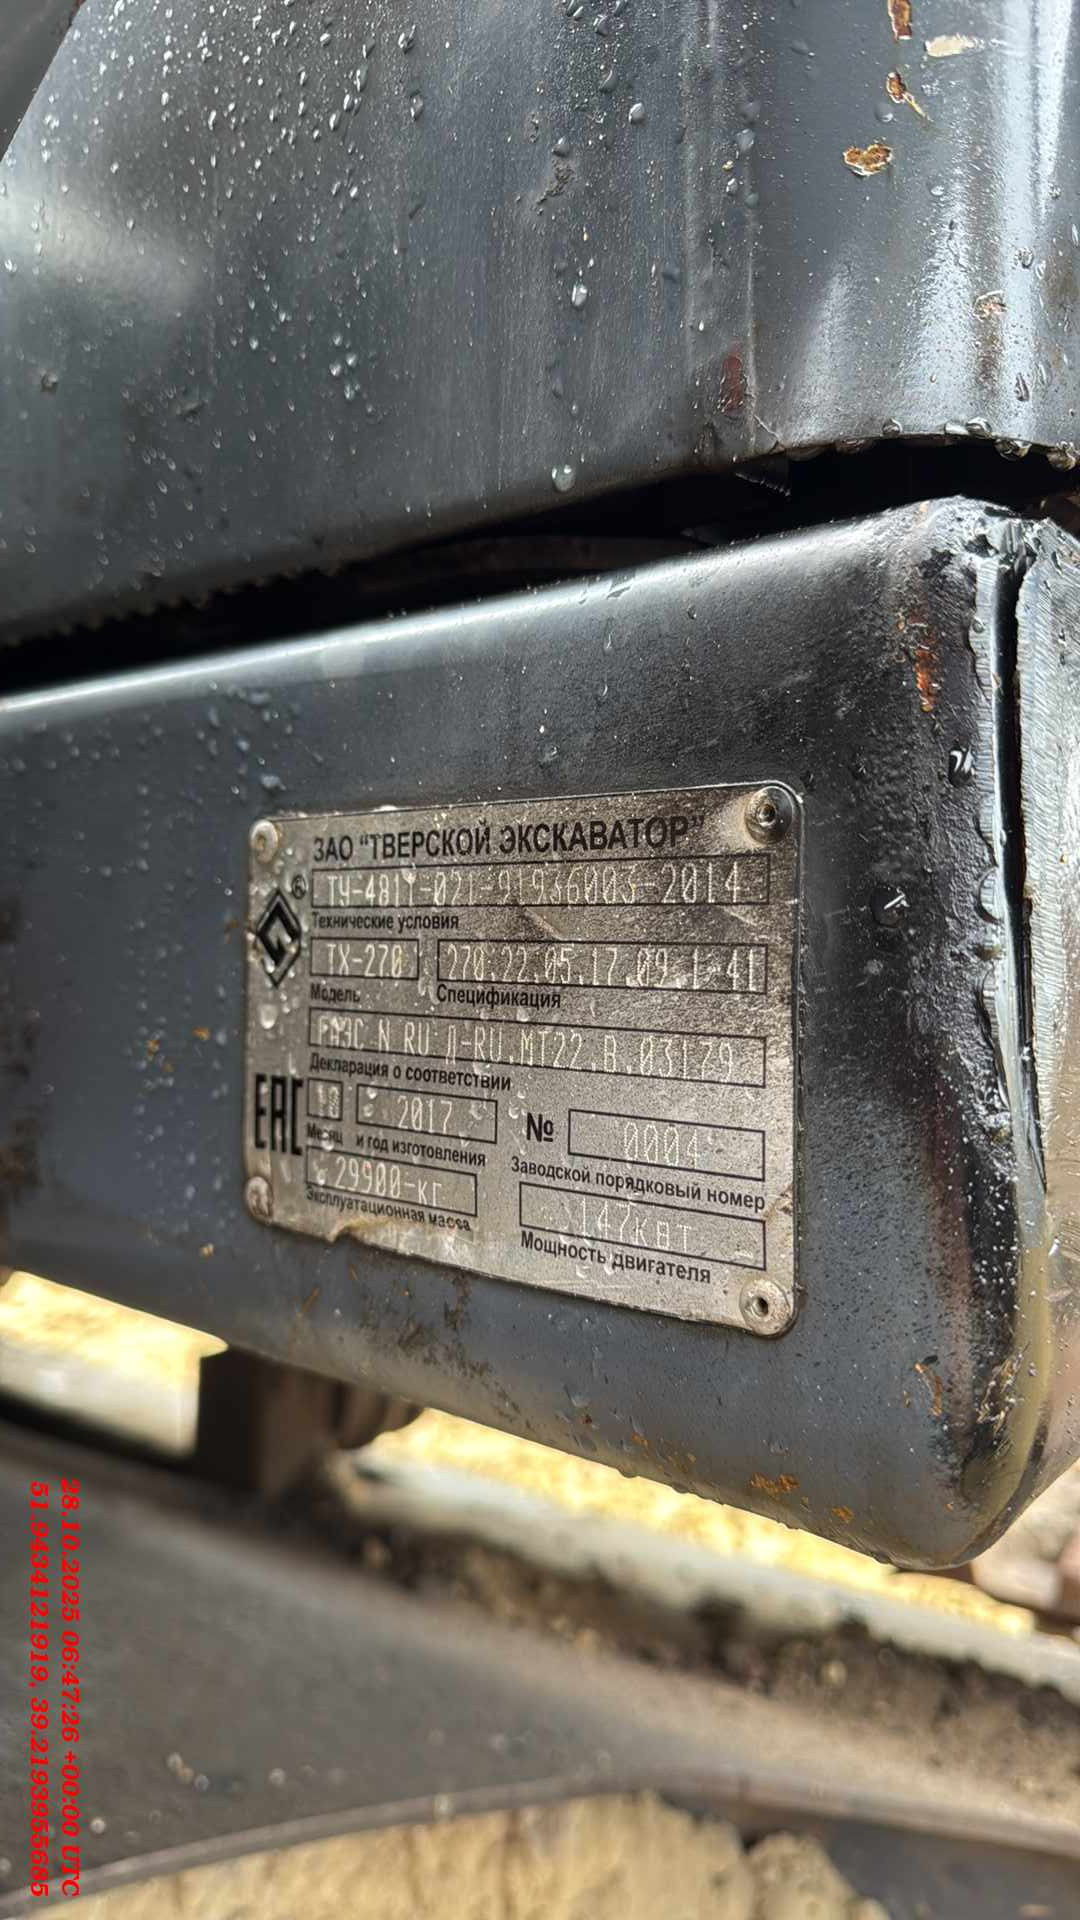 ЗАО "ТВЕРСКОЙ ЭКСКАВАТОР"
ТУ-4811-021-91936003-2014
®
Технические условия
ТХ-270 270.22.05.17.09.1-41
Модель Спецификация
ЕАЭС N RU Д-RU.МТ22.В.03179
Декларация о соответствии
ЕАС
2017 № 0004
Месяц и год изготовления Заводской порядковый номер
29900-кг 147кВт
Эксплуатационная масса Мощность двигателя
28.10.2025 06:47:26 +00:00 UTC
51.9434121919, 39.2193955685